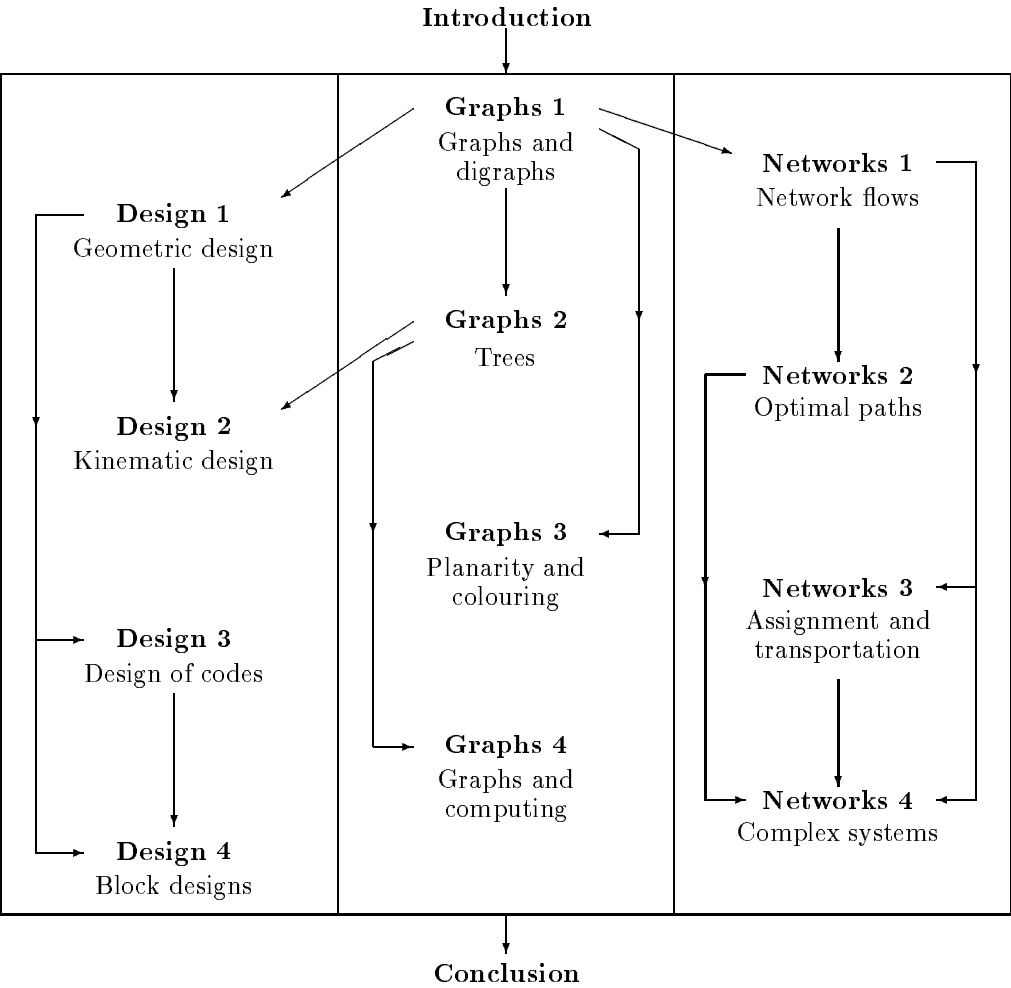 Introduction
Graphs 1
Graphs and
digraphs
Networks 1
Network flows
Design 1
Geometric design
Graphs 2
Trees
Networks 2
Optimal paths
Design 2
Kinematic design
Graphs 3
Planarity and
colouring
Networks 3
Assignment and
transportation
Design 3
Design of codes
Graphs 4
Graphs and
computing
Networks 4
Complex systems
Design 4
Block designs
Conclusion